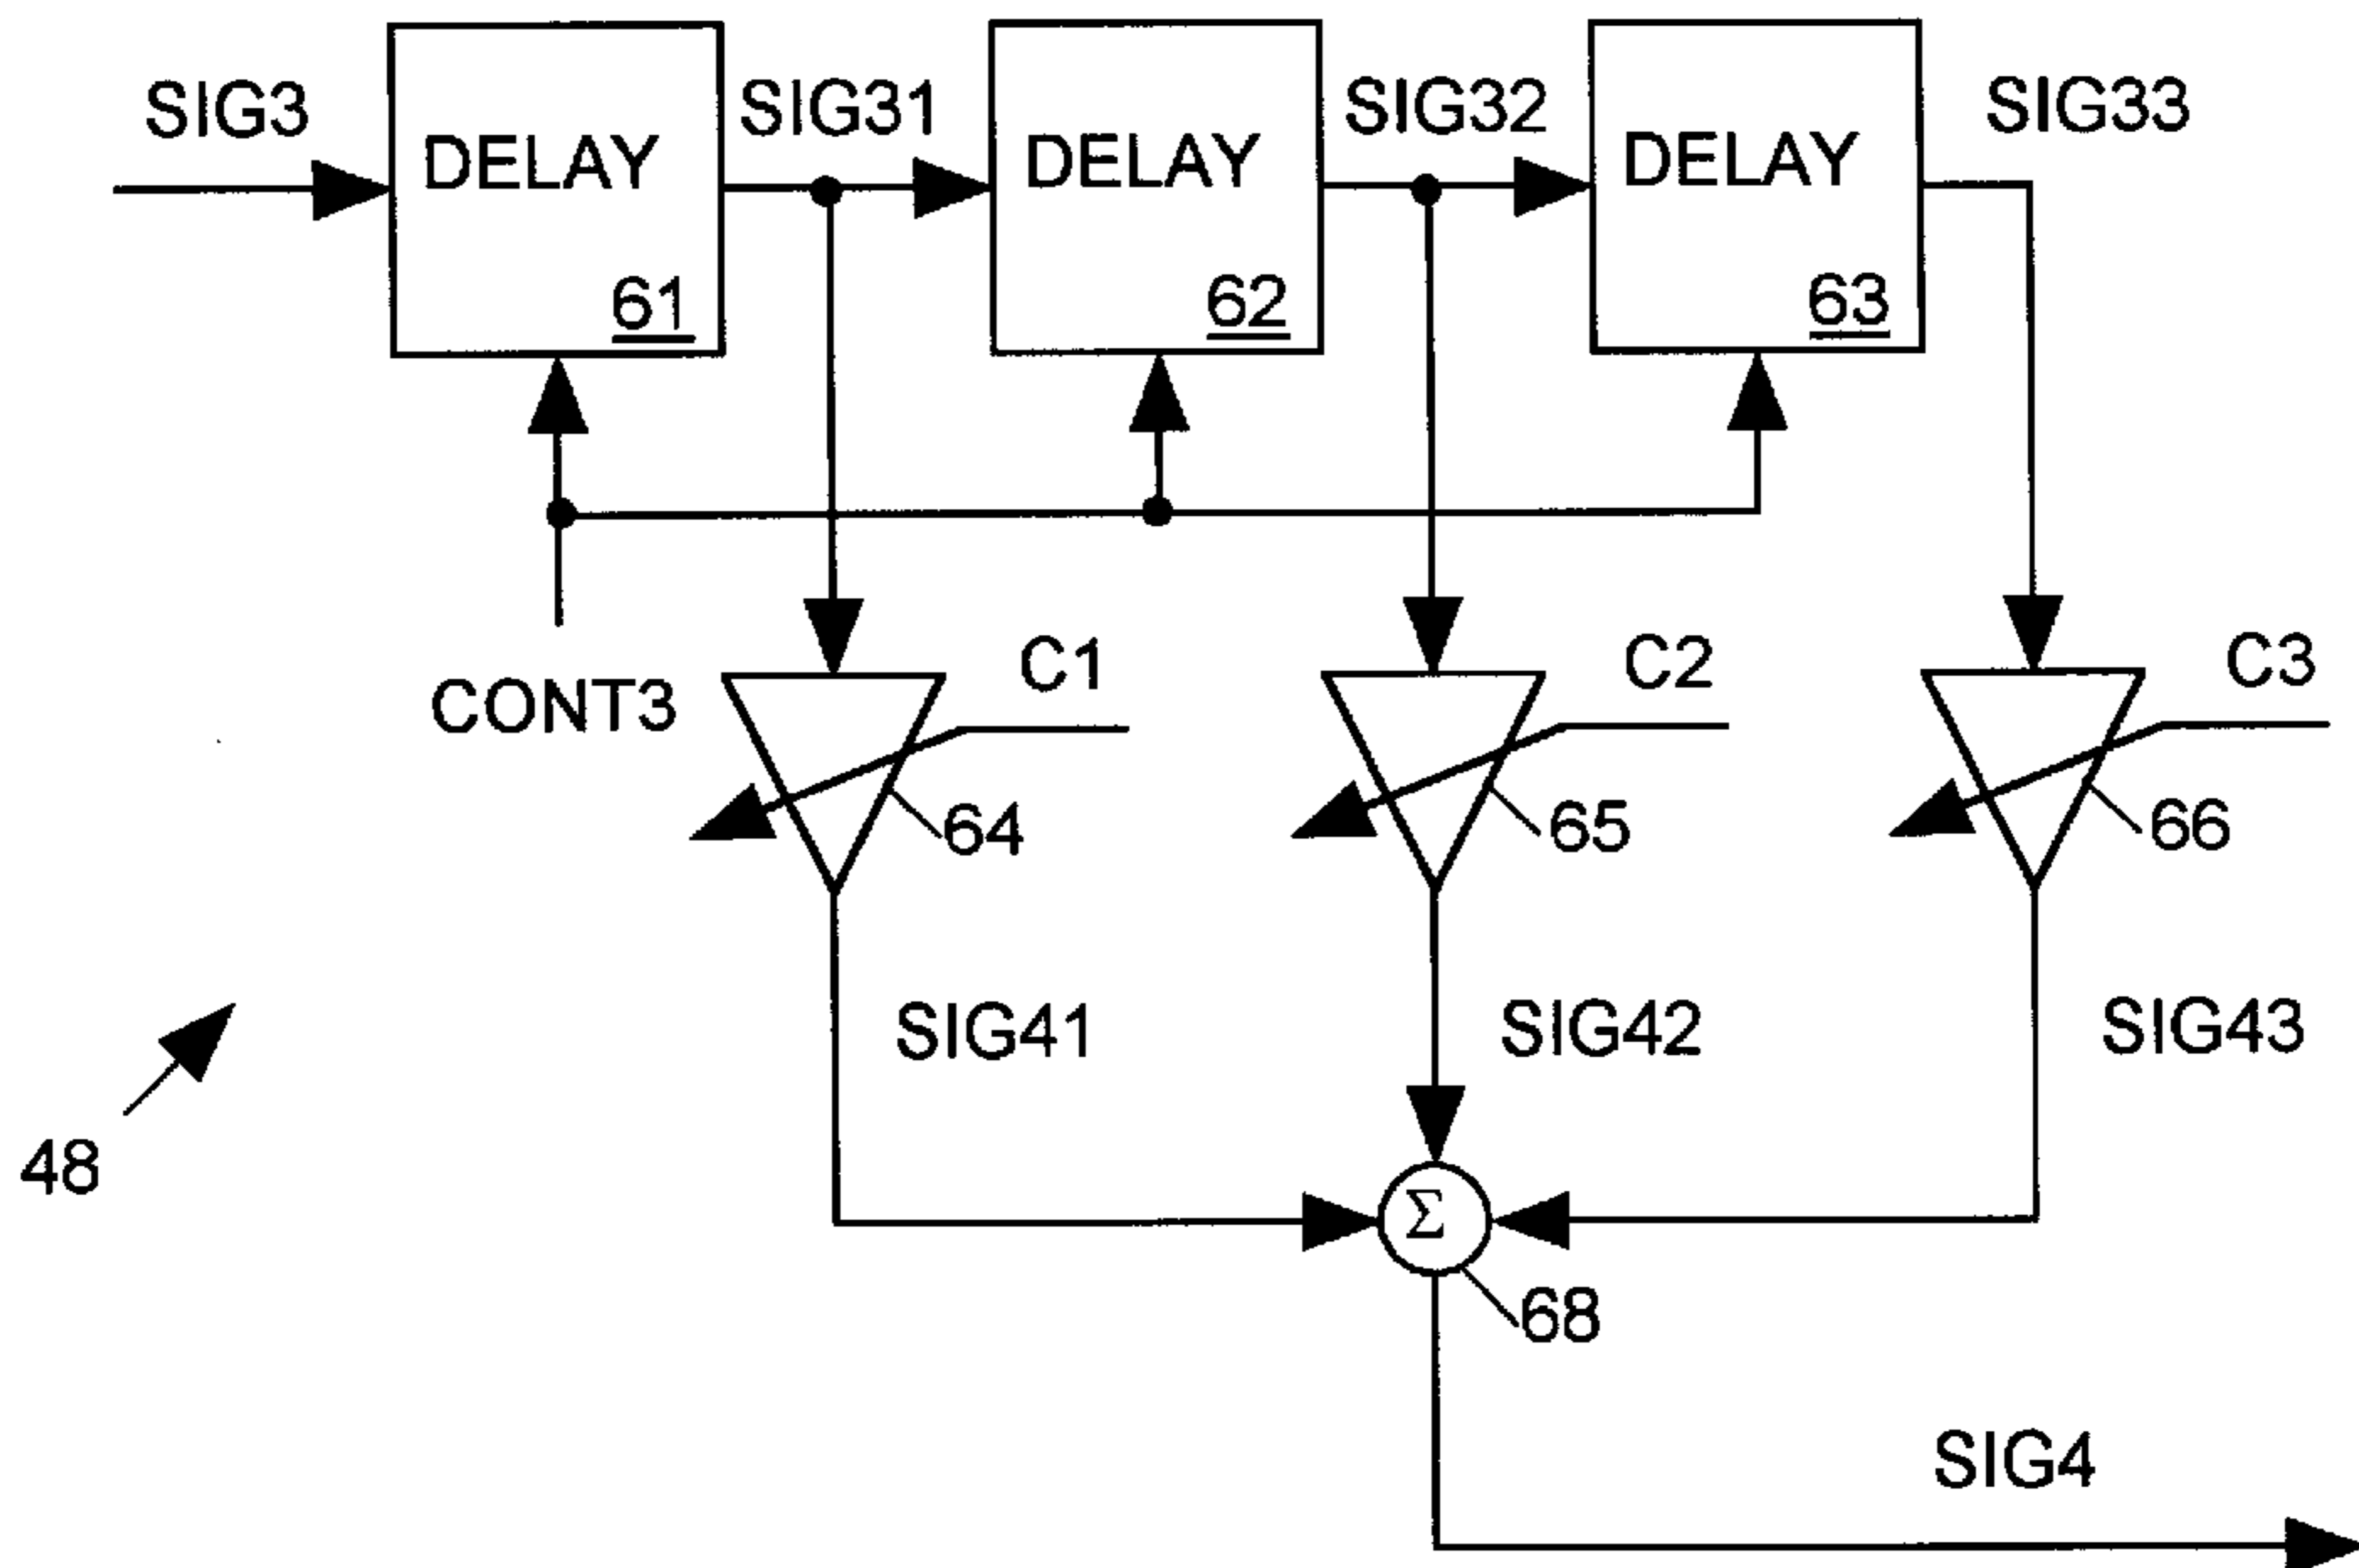 SIG3
SIG31
SIG32
SIG33
DELAY
DELAY
DELAY
61
62
63
CONT3
C1
C2
C3
64
65
66
SIG41
SIG42
SIG43
48
Σ
68
SIG4